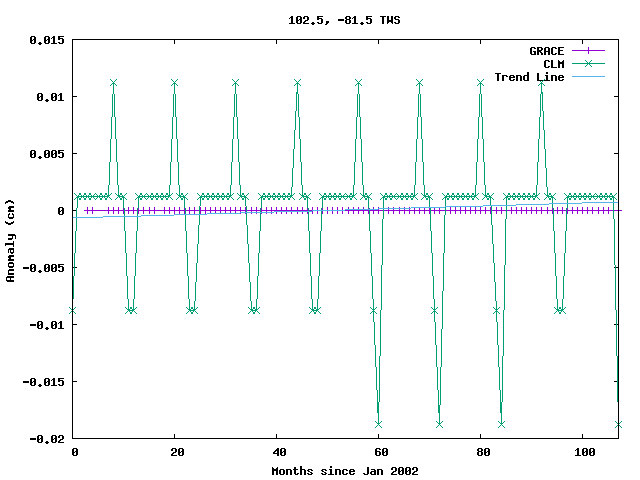 102.5, -81.5 TWS
GRACE
CLM
Trend Line
0.015
0.01
0.005
0
-0.005
-0.01
-0.015
-0.02
Anomaly (cm)
0 20 40 60 80 100
Months since Jan 2002